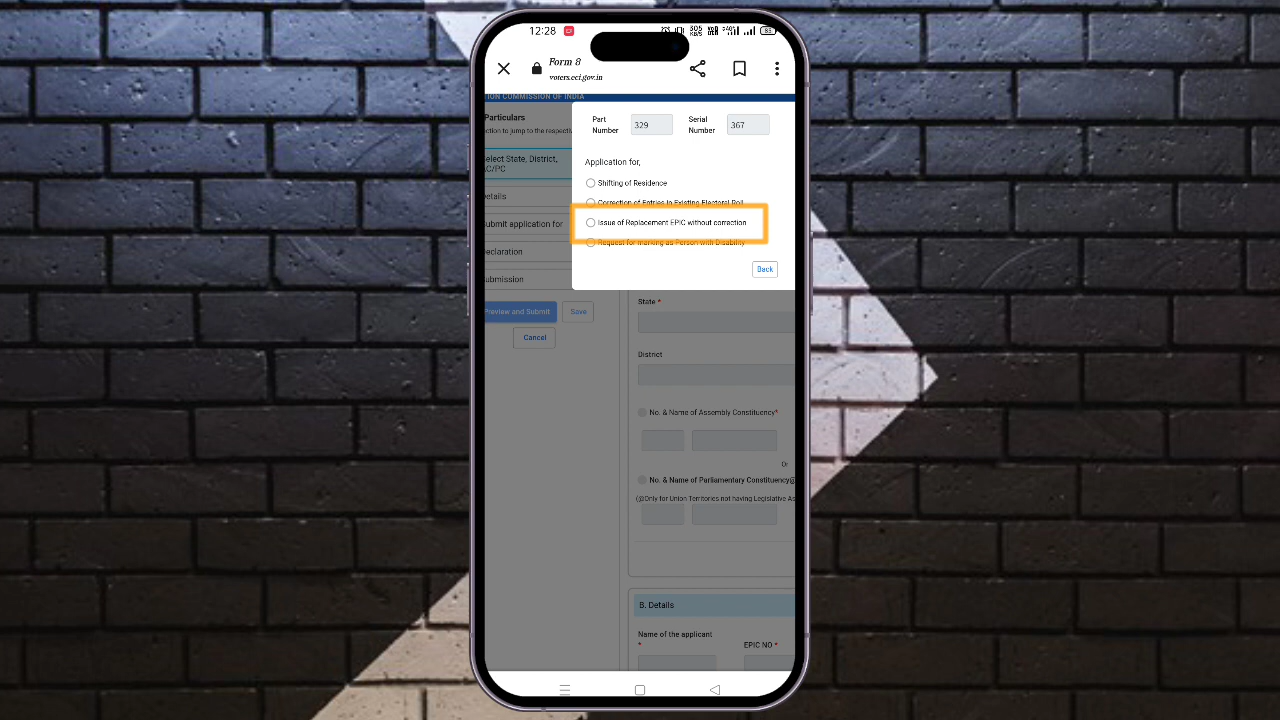 12:28
83
Form 8
voters.eci.gov.in
ION COMMISSION OF INDIA
Particulars
ction to jump to the respectiv
elect State, District,
AC/PC
etails
ubmit application for
eclaration
ubmission
Preview and Submit
Save
Cancel
Part
Number
329
Serial
Number
367
Application for,
Shifting of Residence
Correction of Entries in Existing Electoral Roll
Issue of Replacement EPIC without correction
Request for marking as Person with Disability
Back
State *
District
No. & Name of Assembly Constituency*
Or
No. & Name of Parliamentary Constituency@
(@Only for Union Territories not having Legislative As
B. Details
Name of the applicant
*
EPIC NO *